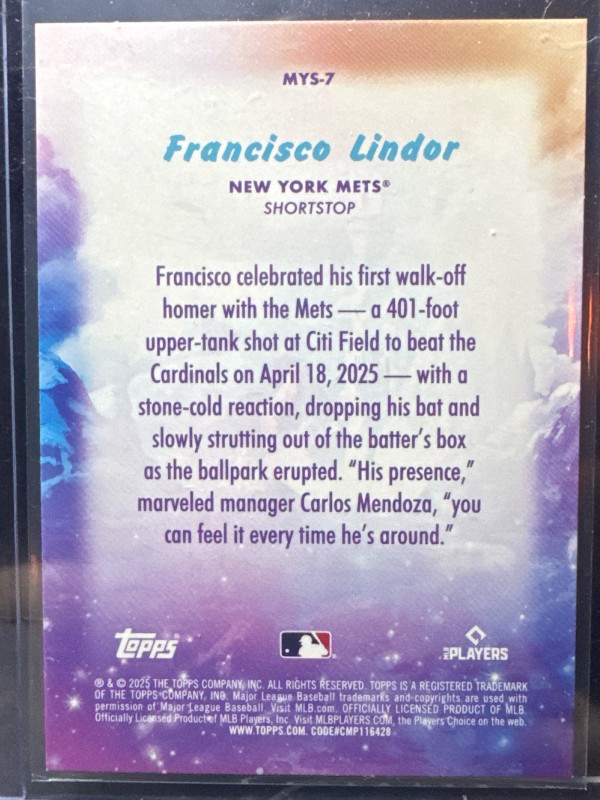 MYS-7
Francisco Lindor
NEW YORK METS®
SHORTSTOP
Francisco celebrated his first walk-off
homer with the Mets — a 401-foot
upper-tank shot at Citi Field to beat the
Cardinals on April 18, 2025 — with a
stone-cold reaction, dropping his bat and
slowly strutting out of the batter's box
as the ballpark erupted. "His presence,"
marveled manager Carlos Mendoza, "you
can feel it every time he's around."
Topps
MLB PLAYERS
® & © 2025 THE TOPPS COMPANY, INC. ALL RIGHTS RESERVED. TOPPS IS A REGISTERED TRADEMARK
OF THE TOPPS COMPANY, INC. Major League Baseball trademarks and copyrights are used with
permission of Major League Baseball. Visit MLB.com. OFFICIALLY LICENSED PRODUCT OF MLB
Officially Licensed Product of MLB Players, Inc. Visit MLBPLAYERS.COM, the Players Choice on the web.
WWW.TOPPS.COM. CODE#CMP116428